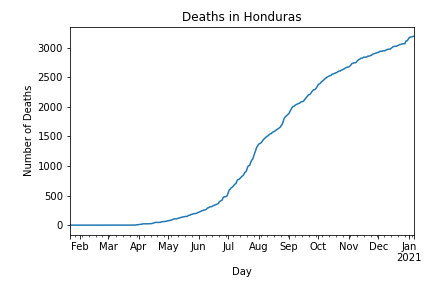 Deaths in Honduras
3000
2500
2000
1500
1000
500
0
Number of Deaths
Feb Mar Apr May Jun Jul Aug Sep Oct Nov Dec Jan
2021
Day